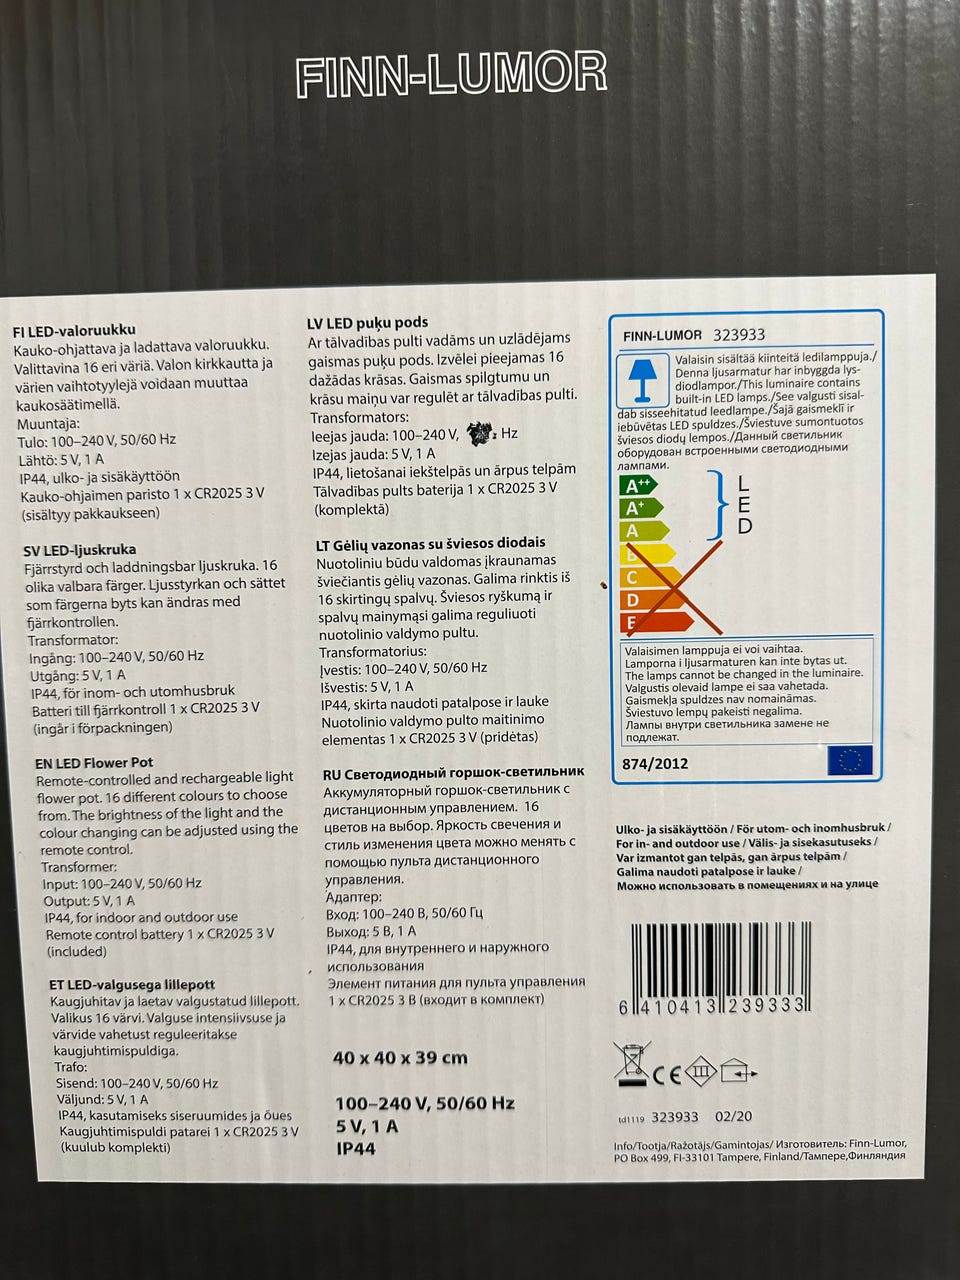 FINN-LUMOR
FI LED-valoruukku
Kauko-ohjattava ja ladattava valoruukku.
Valittavina 16 eri väriä. Valon kirkkautta ja
värien vaihtotyylejä voidaan muuttaa
kaukosäätimellä.
Muuntaja:
Tulo: 100–240 V, 50/60 Hz
Lähtö: 5 V, 1 A
IP44, ulko- ja sisäkäyttöön
Kauko-ohjaimen paristo 1 x CR2025 3 V
(sisältyy pakkaukseen)
SV LED-ljuskruka
Fjärrstyrd och laddningsbar ljuskruka. 16
olika valbara färger. Ljusstyrkan och sättet
som färgerna byts kan ändras med
fjärrkontrollen.
Transformator:
Ingång: 100–240 V, 50/60 Hz
Utgång: 5 V, 1 A
IP44, för inom- och utomhusbruk
Batteri till fjärrkontroll 1 x CR2025 3 V
(ingår i förpackningen)
EN LED Flower Pot
Remote-controlled and rechargeable light
flower pot. 16 different colours to choose
from. The brightness of the light and the
colour changing can be adjusted using the
remote control.
Transformer:
Input: 100–240 V, 50/60 Hz
Output: 5 V, 1 A
IP44, for indoor and outdoor use
Remote control battery 1 x CR2025 3 V
(included)
ET LED-valgusega lillepott
Kaugjuhitav ja laetav valgustatud lillepott.
Valikus 16 värvi. Valguse intensiivsuse ja
värvide vahetust reguleeritakse
kaugjuhtimispuldiga.
Trafo:
Sisend: 100–240 V, 50/60 Hz
Väljund: 5 V, 1 A
IP44, kasutamiseks siseruumides ja õues
Kaugjuhtimispuldi patarei 1 x CR2025 3 V
(kuulub komplekti)
LV LED puķu pods
Ar tālvadības pulti vadāms un uzlādējams
gaismas puķu pods. Izvēlei pieejamas 16
dažādas krāsas. Gaismas spilgtumu un
krāsu maiņu var regulēt ar tālvadības pulti.
Transformators:
Ieejas jauda: 100–240 V, Hz
Izejas jauda: 5 V, 1 A
IP44, lietošanai iekštelpās un ārpus telpām
Tālvadības pults baterija 1 x CR2025 3 V
(komplektā)
LT Gėlių vazonas su šviesos diodais
Nuotoliniu būdu valdomas įkraunamas
šviečiantis gėlių vazonas. Galima rinktis iš
16 skirtingų spalvų. Šviesos ryškumą ir
spalvų mainymąsi galima reguliuoti
nuotolinio valdymo pultu.
Transformatorius:
Įvestis: 100–240 V, 50/60 Hz
Išvestis: 5 V, 1 A
IP44, skirta naudoti patalpose ir lauke
Nuotolinio valdymo pulto maitinimo
elementas 1 x CR2025 3 V (pridėtas)
RU Светодиодный горшок-светильник
Аккумуляторный горшок-светильник с
дистанционным управлением. 16
цветов на выбор. Яркость свечения и
стиль изменения цвета можно менять с
помощью пульта дистанционного
управления.
Адаптер:
Вход: 100–240 В, 50/60 Гц
Выход: 5 В, 1 А
IP44, для внутреннего и наружного
использования
Элемент питания для пульта управления
1 x CR2025 3 В (входит в комплект)
40 x 40 x 39 cm
100–240 V, 50/60 Hz
5 V, 1 A
IP44
FINN-LUMOR 323933
Valaisin sisältää kiinteitä ledilamppuja./
Denna ljusarmatur har inbyggda lys-
diodlampor./This luminaire contains
built-in LED lamps./See valgusti sisal-
dab sisseehitatud leedlampe./Šajā gaismeklī ir
iebūvētas LED spuldzes./Šviestuve sumontuotos
šviesos diodų lempos./Данный светильник
оборудован встроенными светодиодными
лампами.
A++
A+
A
B
C
D
E
L
E
D
Valaisimen lamppuja ei voi vaihtaa.
Lamporna i ljusarmaturen kan inte bytas ut.
The lamps cannot be changed in the luminaire.
Valgustis olevaid lampe ei saa vahetada.
Gaismekļa spuldzes nav nomaināmas.
Šviestuvo lempų pakeisti negalima.
Лампы внутри светильника замене не
подлежат.
874/2012
Ulko- ja sisäkäyttöön / För utom- och inomhusbruk /
For in- and outdoor use / Välis- ja sisekasutuseks /
Var izmantot gan telpās, gan ārpus telpām /
Galima naudoti patalpose ir lauke /
Можно использовать в помещениях и на улице
6 410413 239333
CE III
td1119 323933 02/20
Info/Tootja/Ražotājs/Gamintojas/ Изготовитель: Finn-Lumor,
PO Box 499, FI-33101 Tampere, Finland/Тампере,Финляндия